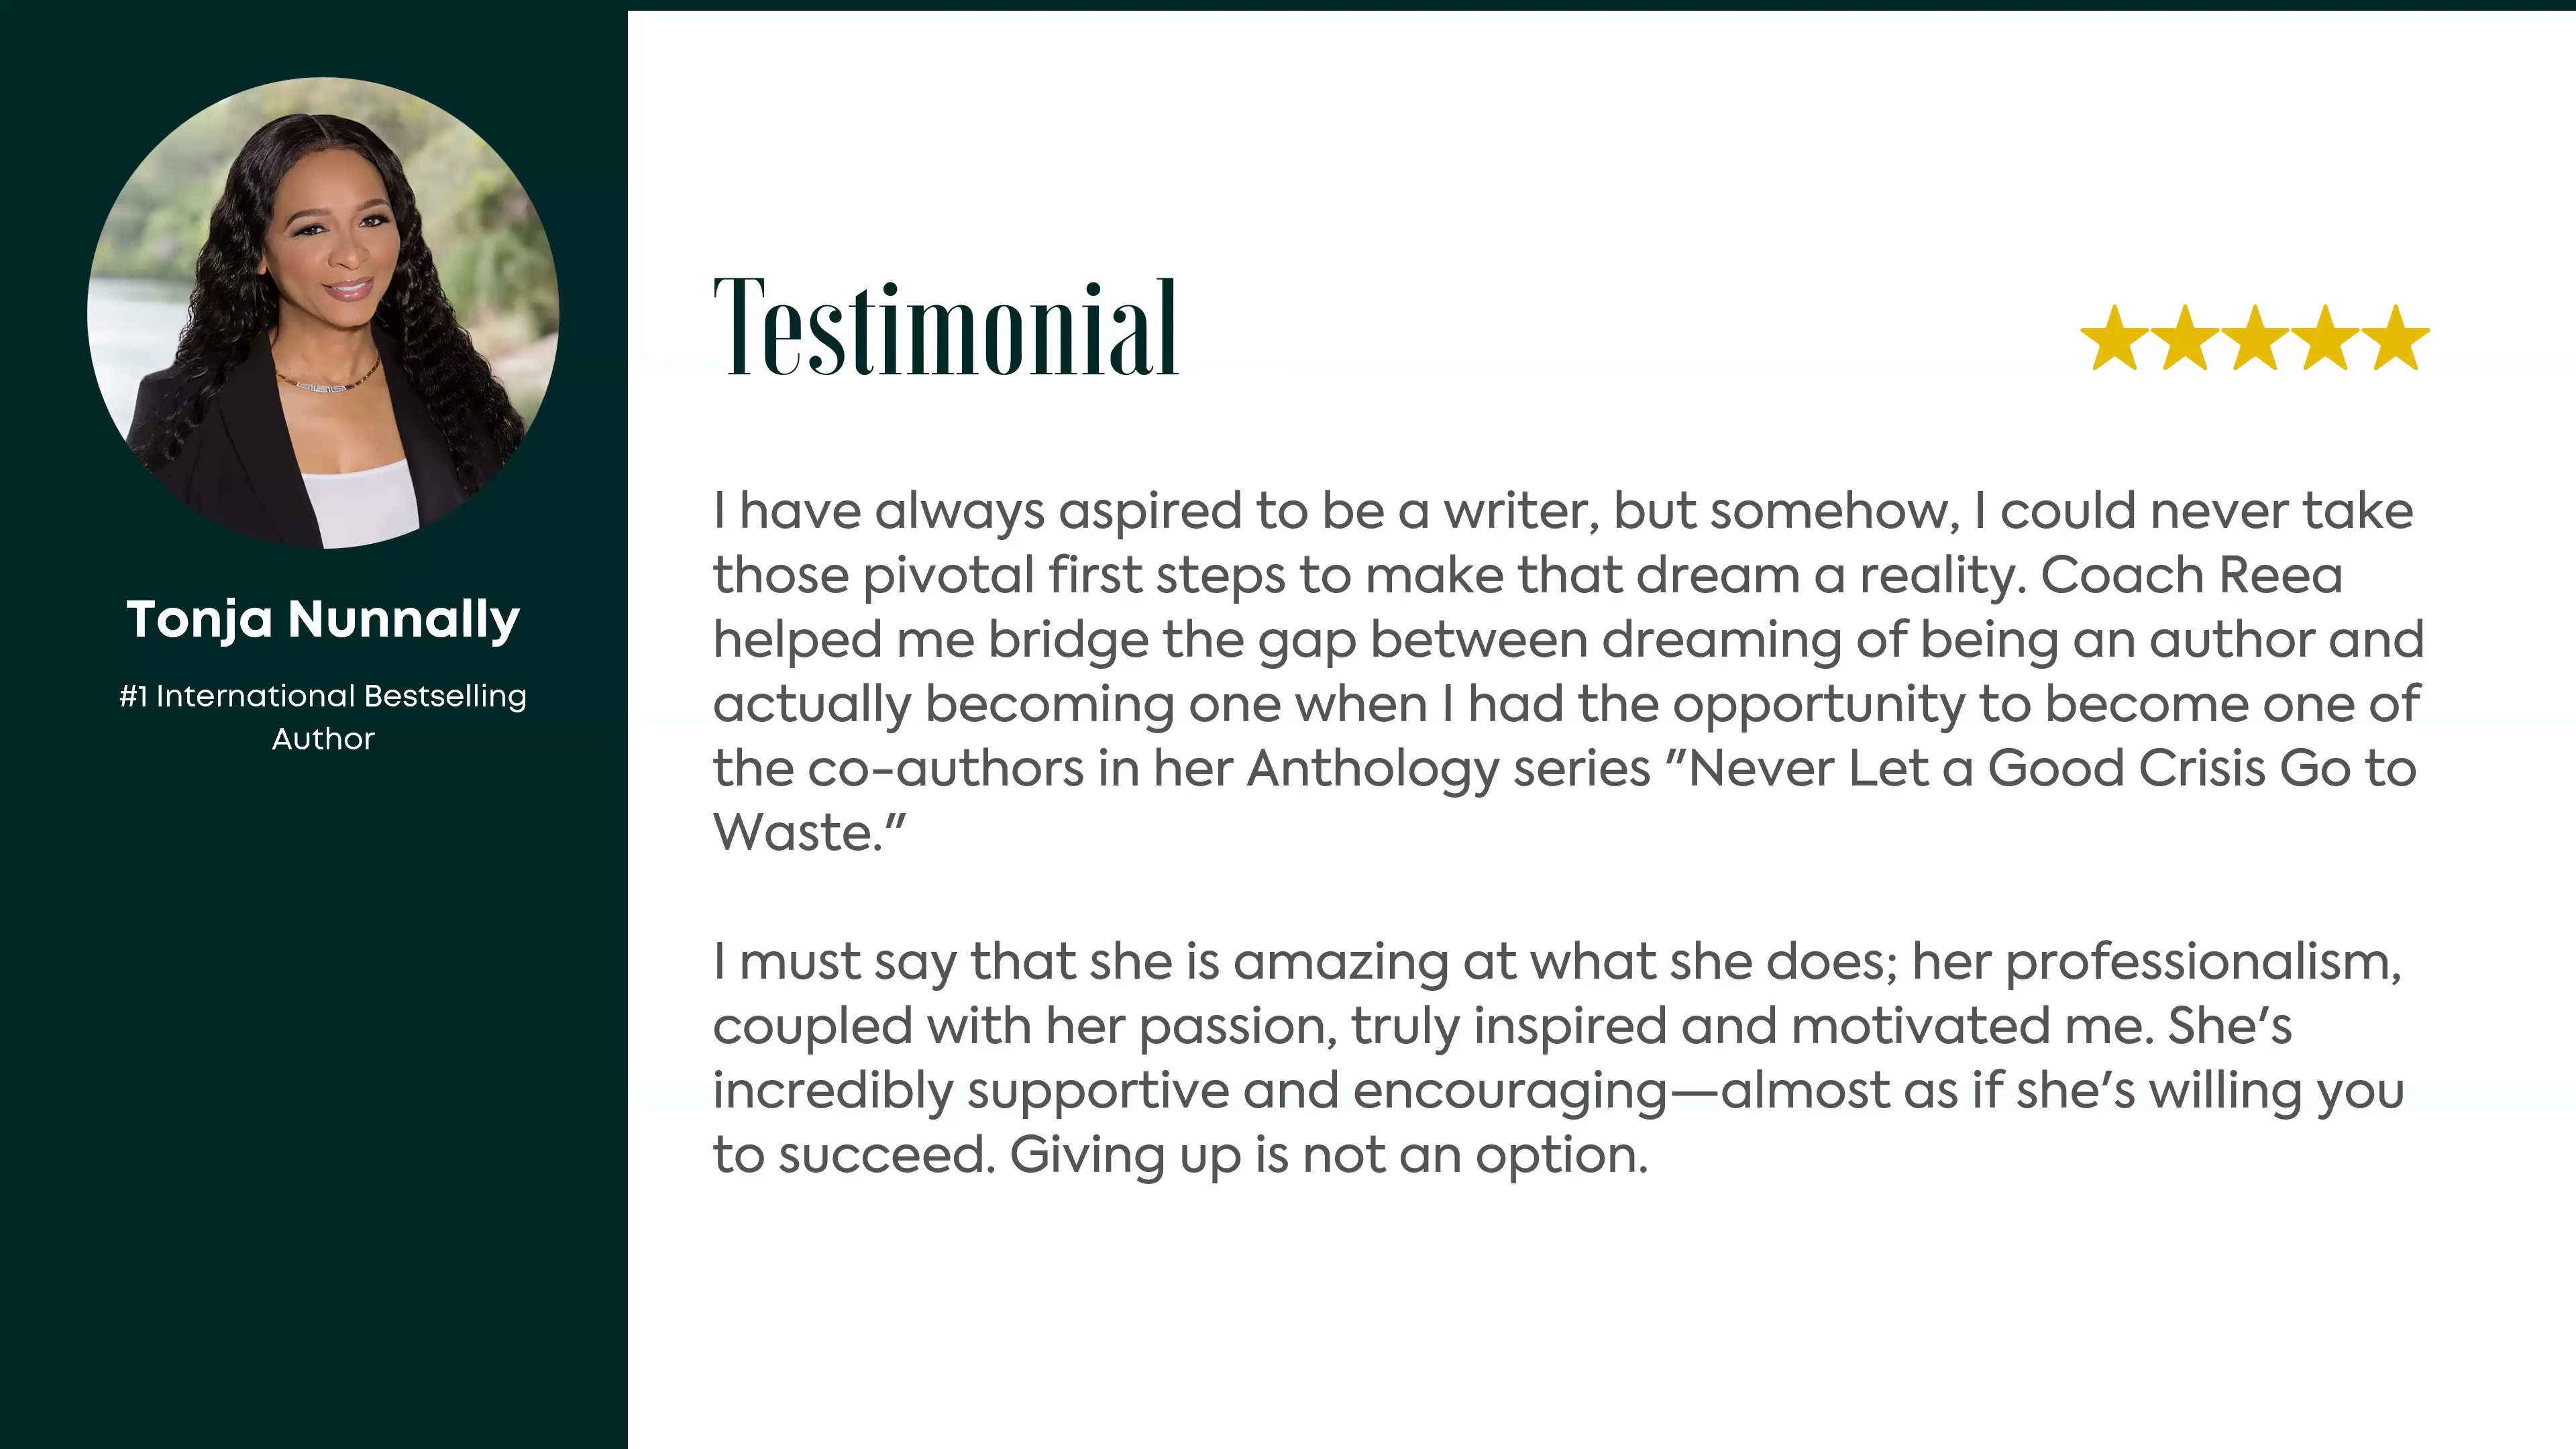 Tonja Nunnally
#1 International Bestselling
Author
Testimonial
I have always aspired to be a writer, but somehow, I could never take
those pivotal first steps to make that dream a reality. Coach Reea
helped me bridge the gap between dreaming of being an author and
actually becoming one when I had the opportunity to become one of
the co-authors in her Anthology series "Never Let a Good Crisis Go to
Waste."
I must say that she is amazing at what she does; her professionalism,
coupled with her passion, truly inspired and motivated me. She's
incredibly supportive and encouraging—almost as if she's willing you
to succeed. Giving up is not an option.